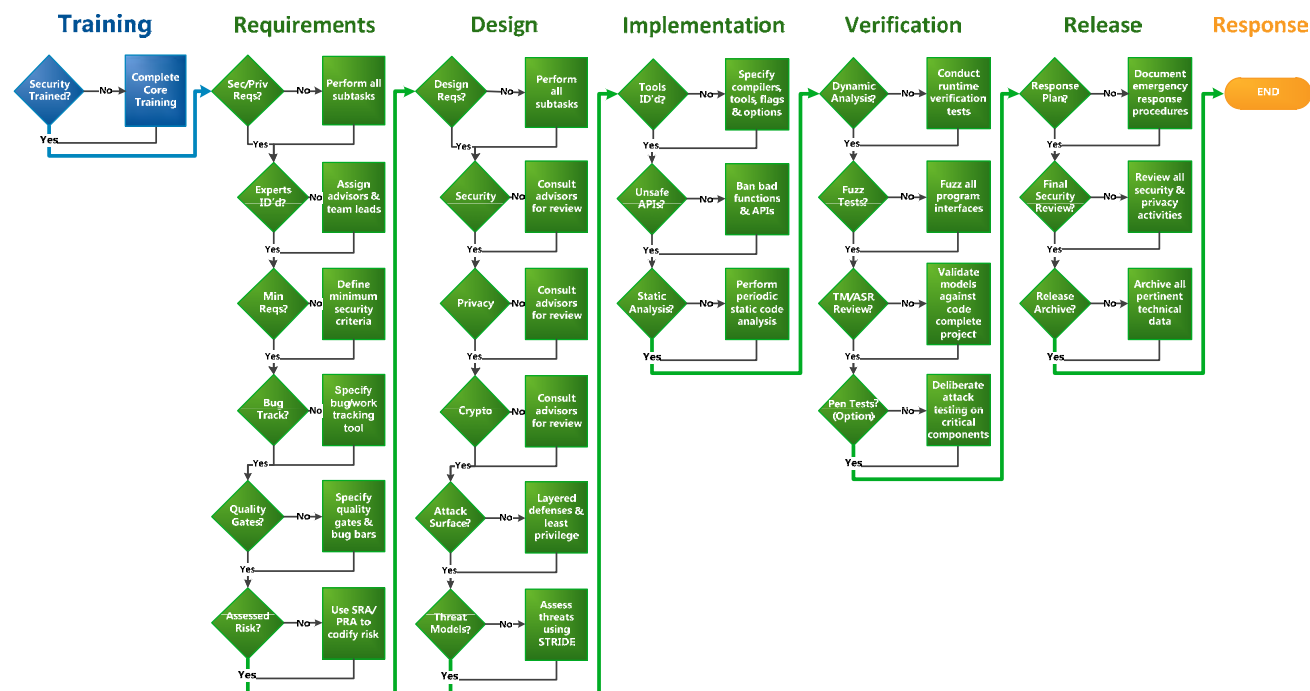 Training
Requirements
Design
Implementation
Verification
Release
Response
Security
Trained?
No
Complete
Core
Training
Yes
Sec/Priv
Reqs?
No
Perform all
subtasks
Yes
Experts
ID'd?
No
Assign
advisors &
team leads
Yes
Min
Reqs?
No
Define
minimum
security
criteria
Yes
Bug
Track?
No
Specify
bug/work
tracking
tool
Yes
Quality
Gates?
No
Specify
quality
gates &
bug bars
Yes
Assessed
Risk?
No
Use SRA/
PRA to
codify risk
Yes
Design
Reqs?
No
Perform
all
subtasks
Yes
Security
No
Consult
advisors
for review
Yes
Privacy
No
Consult
advisors
for review
Yes
Crypto
No
Consult
advisors
for review
Yes
Attack
Surface?
No
Layered
defenses &
least
privilege
Yes
Threat
Models?
No
Assess
threats
using
STRIDE
Yes
Tools
ID'd?
No
Specify
compilers,
tools, flags
& options
Yes
Unsafe
APIs?
No
Ban bad
functions
& APIs
Yes
Static
Analysis?
No
Perform
periodic
static code
analysis
Yes
Dynamic
Analysis?
No
Conduct
runtime
verification
tests
Yes
Fuzz
Tests?
No
Fuzz all
program
interfaces
Yes
TM/ASR
Review?
No
Validate
models
against
code
complete
project
Yes
Pen Tests?
(Option)
No
Deliberate
attack
testing on
critical
components
Yes
Response
Plan?
No
Document
emergency
response
procedures
Yes
Final
Security
Review?
No
Review all
security &
privacy
activities
Yes
Release
Archive?
No
Archive all
pertinent
technical
data
Yes
END